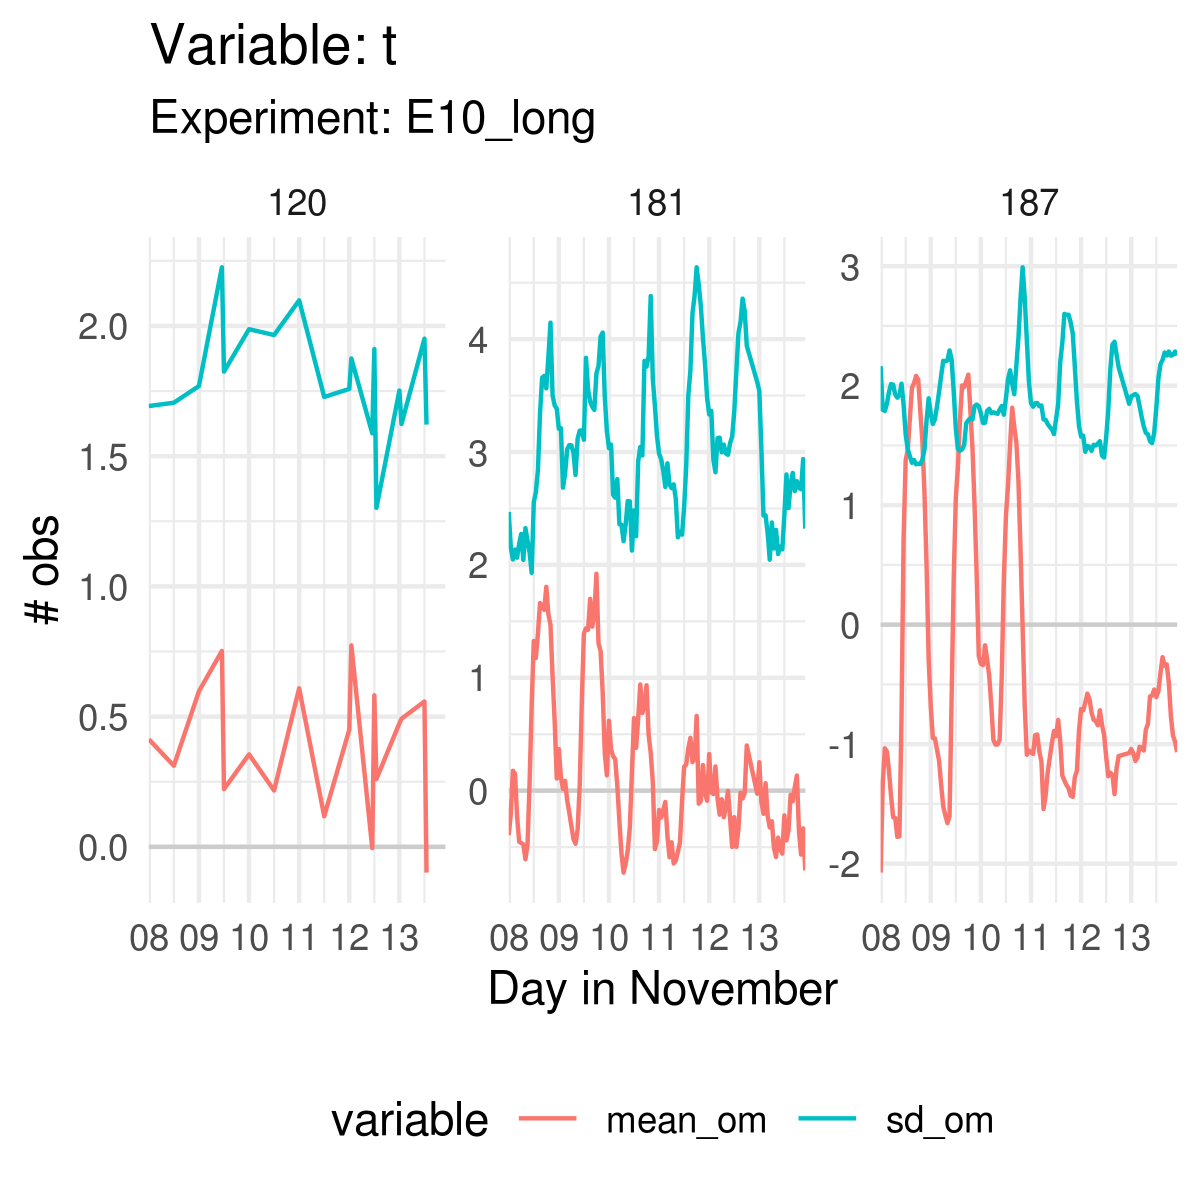 Variable: t
Experiment: E10_long
120 181 187
# obs
2.0
1.5
1.0
0.5
0.0
4
3
2
1
0
3
2
1
0
-1
-2
08 09 10 11 12 13 08 09 10 11 12 13 08 09 10 11 12 13
Day in November
variable mean_om sd_om